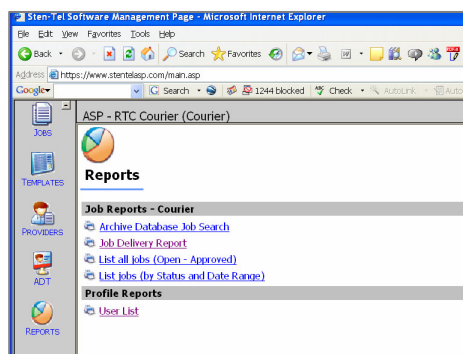 Sten-Tel Software Management Page - Microsoft Internet Explorer
File Edit View Favorites Tools Help
Back Search Favorites
Address https://www.stentelasp.com/main.asp
Google Search 1244 blocked Check AutoLink Auto
JOBS
TEMPLATES
PROVIDERS
ADT
REPORTS
ASP - RTC Courier (Courier)
Reports
Job Reports - Courier
Archive Database Job Search
Job Delivery Report
List all jobs (Open - Approved)
List jobs (by Status and Date Range)
Profile Reports
User List